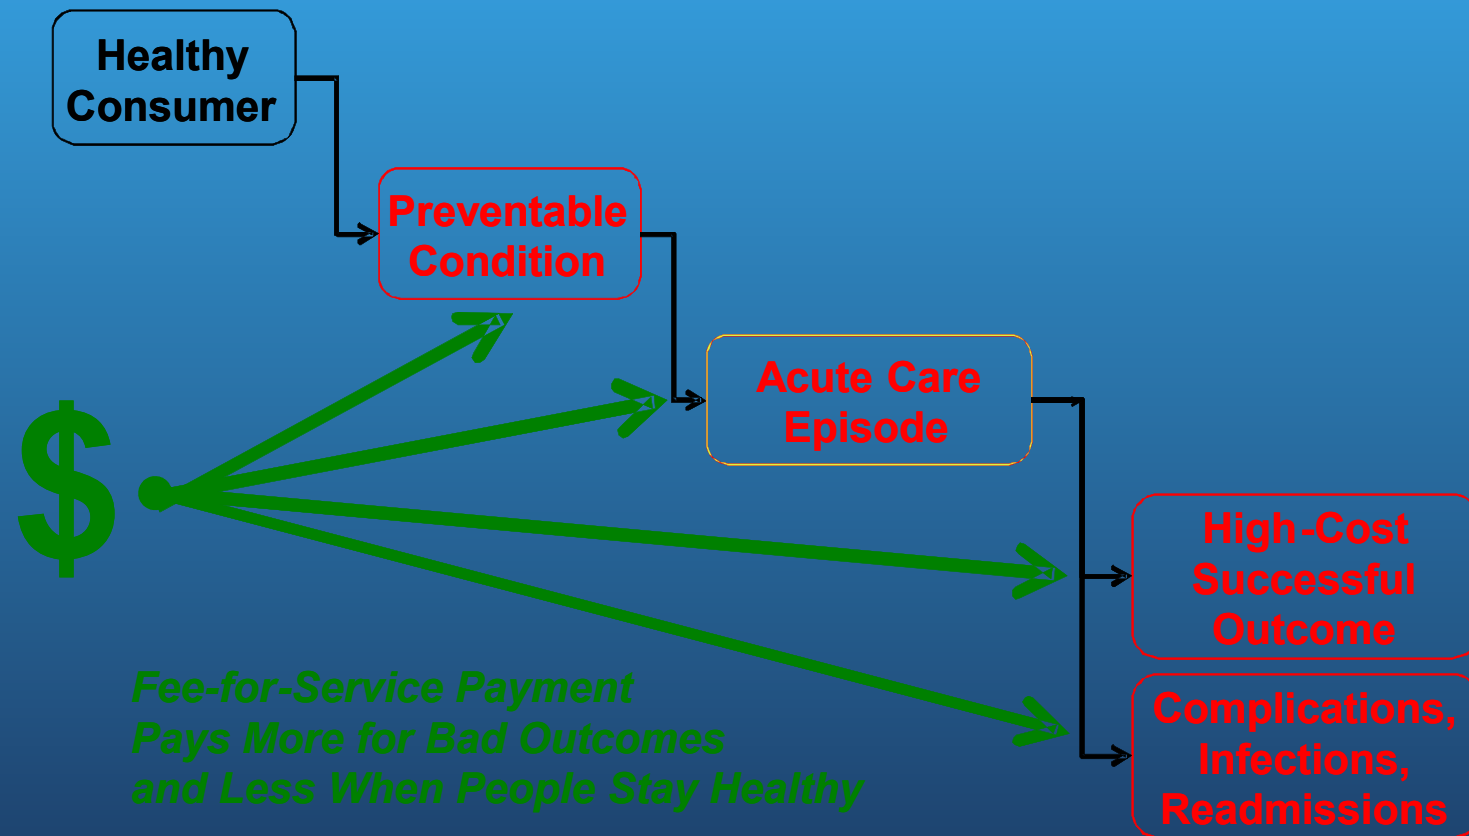 Healthy
Consumer
Preventable
Condition
Acute Care
Episode
$
High-Cost
Successful
Outcome
Fee-for-Service Payment
Pays More for Bad Outcomes
and Less When People Stay Healthy
Complications,
Infections,
Readmissions